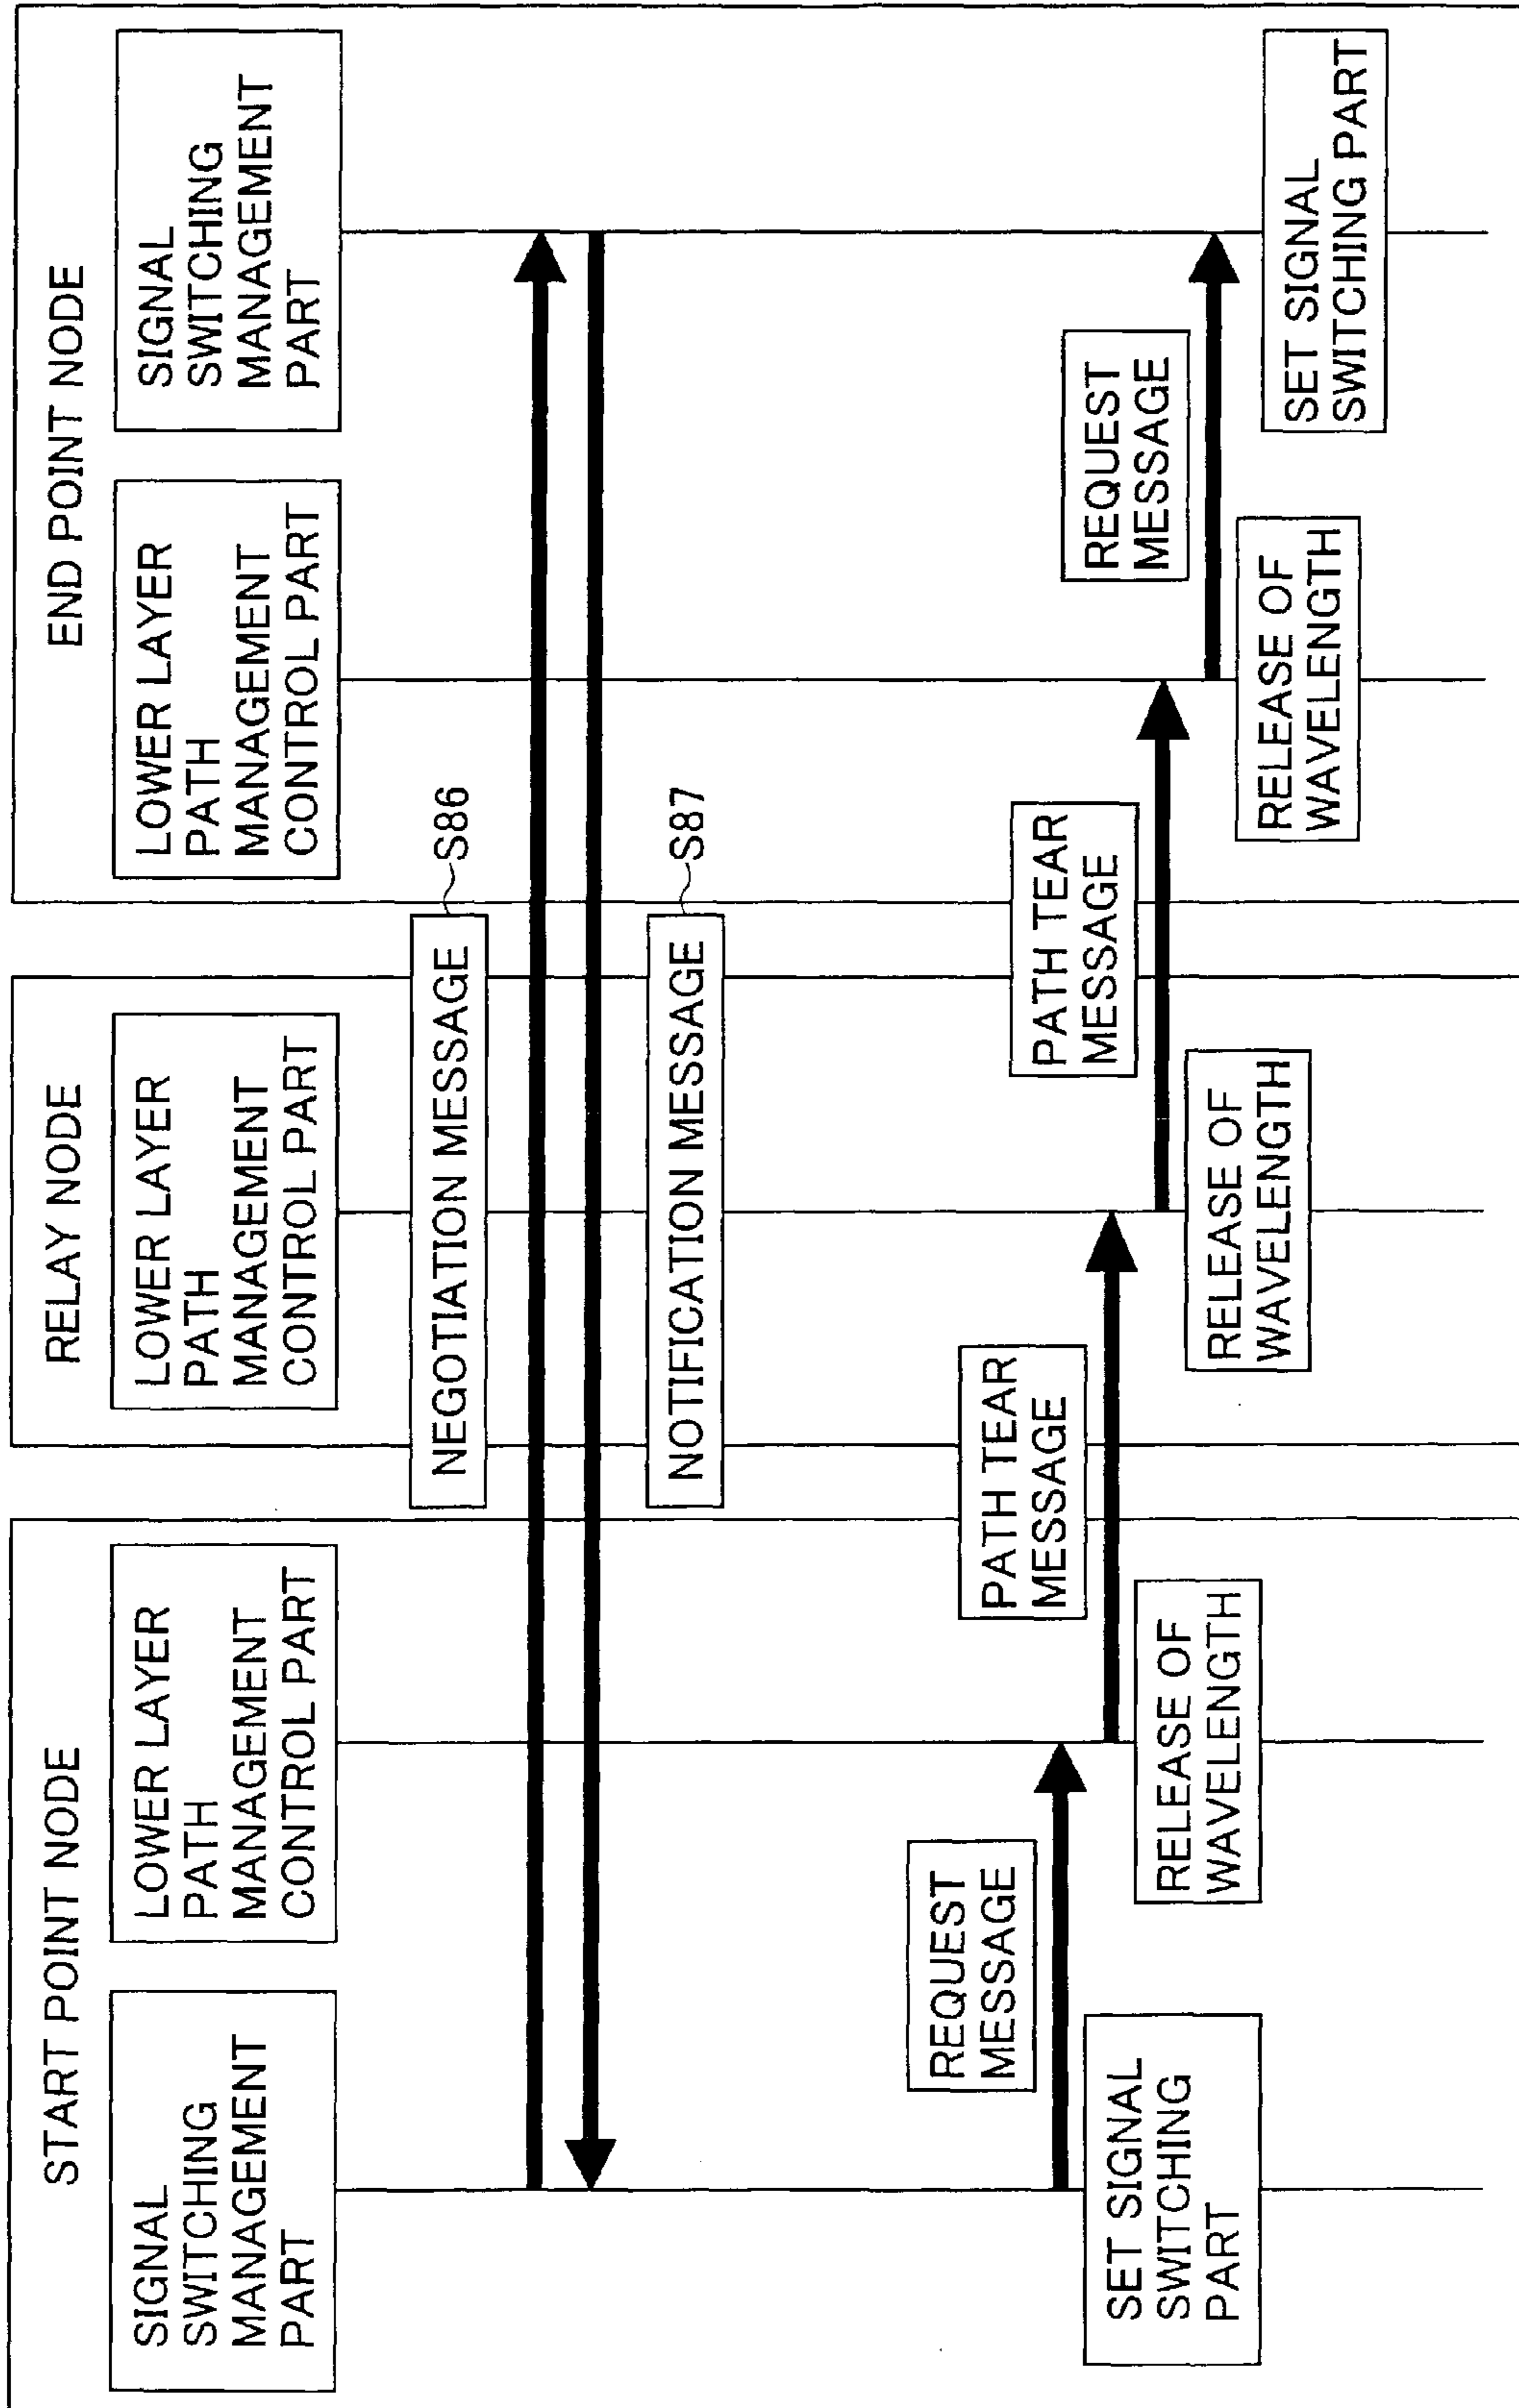 START POINT NODE
SIGNAL
SWITCHING
MANAGEMENT
PART
LOWER LAYER
PATH
MANAGEMENT
CONTROL PART
RELAY NODE
LOWER LAYER
PATH
MANAGEMENT
CONTROL PART
END POINT NODE
LOWER LAYER
PATH
MANAGEMENT
CONTROL PART
SIGNAL
SWITCHING
MANAGEMENT
PART
NEGOTIATION MESSAGE
S86
NOTIFICATION MESSAGE
S87
REQUEST
MESSAGE
SET SIGNAL
SWITCHING
PART
PATH TEAR
MESSAGE
RELEASE OF
WAVELENGTH
PATH TEAR
MESSAGE
RELEASE OF
WAVELENGTH
REQUEST
MESSAGE
RELEASE OF
WAVELENGTH
SET SIGNAL
SWITCHING PART